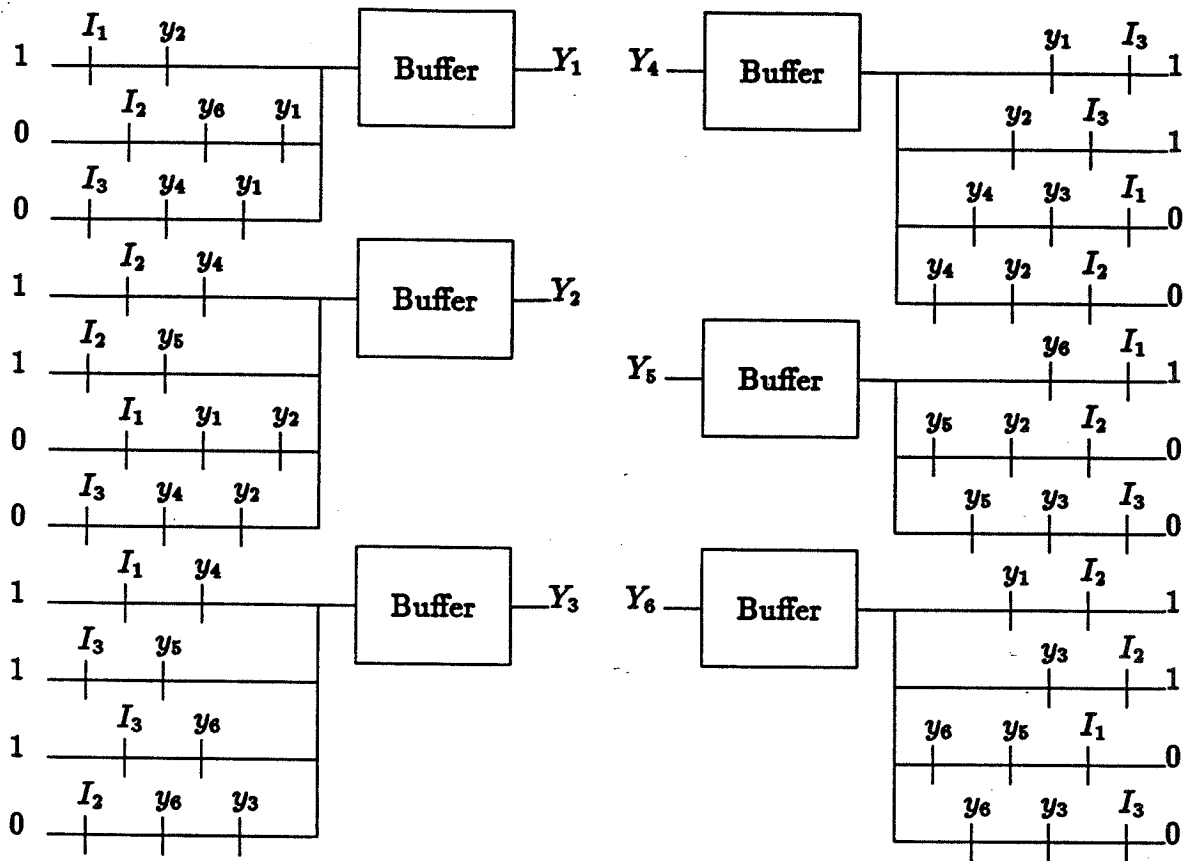 I₁ y₂
1 Buffer Y₁
I₂ y₆ y₁
0
I₃ y₄ y₁
0
I₂ y₄
1 Buffer Y₂
I₂ y₅
1
I₁ y₁ y₂
0
I₃ y₄ y₂
0
I₁ y₄
1 Buffer Y₃
I₃ y₅
1
I₃ y₆
1
I₂ y₆ y₃
0
y₁ I₃
Y₄ Buffer 1
y₂ I₃
1
y₄ y₃ I₁
0
y₄ y₂ I₂
0
y₆ I₁
Y₅ Buffer 1
y₅ y₂ I₂
0
y₅ y₃ I₃
0
y₁ I₂
Y₆ Buffer 1
y₃ I₂
1
y₆ y₅ I₁
0
y₆ y₃ I₃
0